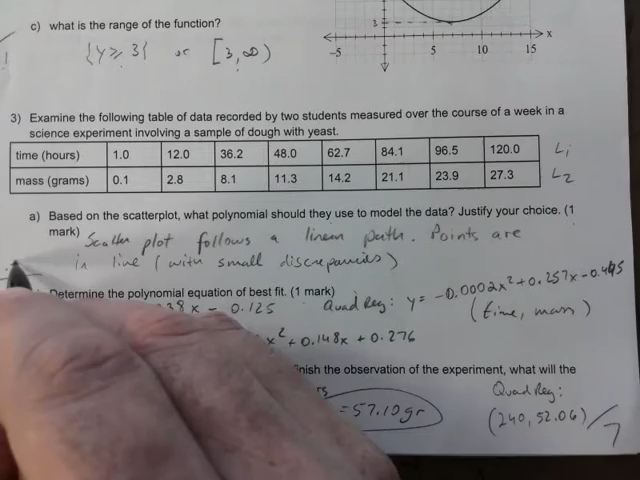 c) what is the range of the function?
{y ≥ 3} or [3, ∞)
3
-5 5 10 15 x
3) Examine the following table of data recorded by two students measured over the course of a week in a
science experiment involving a sample of dough with yeast.
time (hours) 1.0 12.0 36.2 48.0 62.7 84.1 96.5 120.0 L1
mass (grams) 0.1 2.8 8.1 11.3 14.2 21.1 23.9 27.3 L2
a) Based on the scatterplot, what polynomial should they use to model the data? Justify your choice. (1
mark) Scatter plot follows a linear path. Points are
in line (with small discrepancies)
Determine the polynomial equation of best fit. (1 mark)
38x - 0.125 Quad Reg: y = -0.0002x² + 0.257x - 0.495
(time, mass)
x² + 0.148x + 0.276
finish the observation of the experiment, what will the
rs
= 57.10gr
Quad Reg:
(240, 52.06)
7